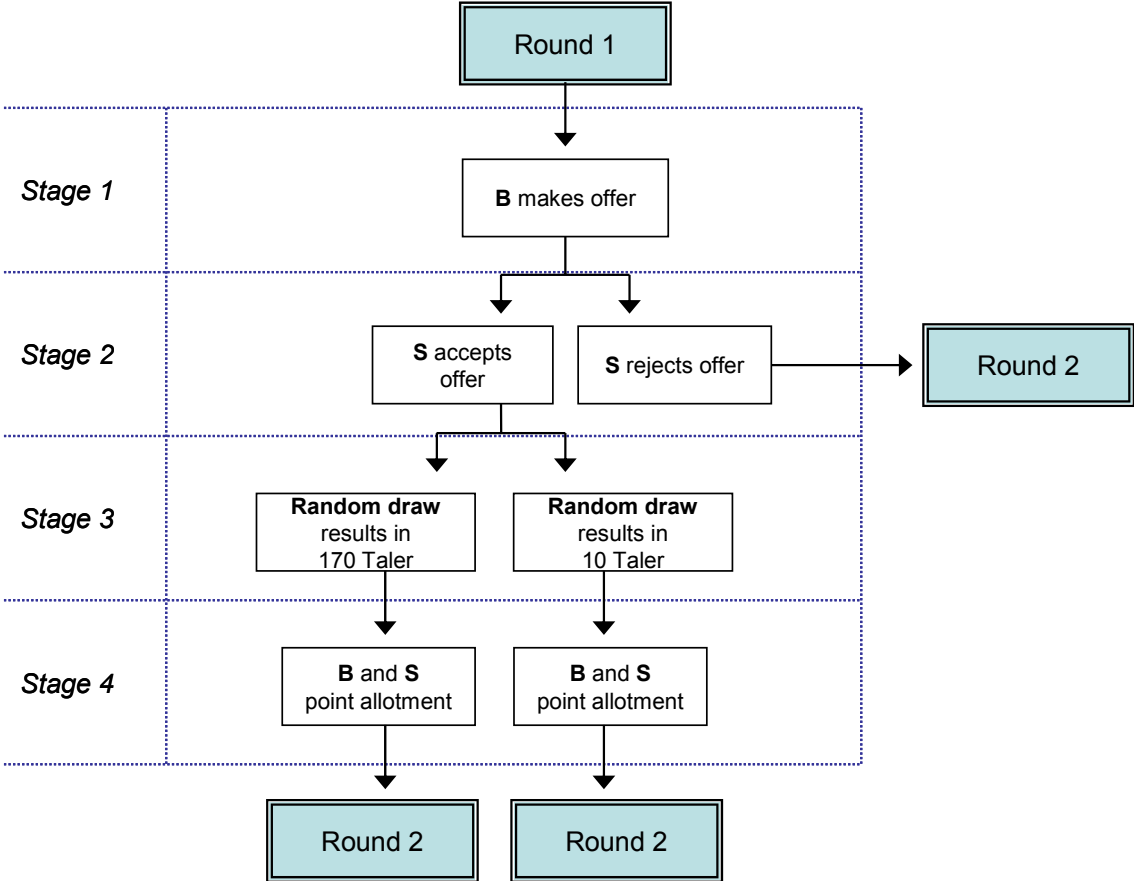 Round 1
Stage 1
B makes offer
Stage 2
S accepts
offer
S rejects offer
Round 2
Stage 3
Random draw
results in
170 Taler
Random draw
results in
10 Taler
Stage 4
B and S
point allotment
B and S
point allotment
Round 2
Round 2